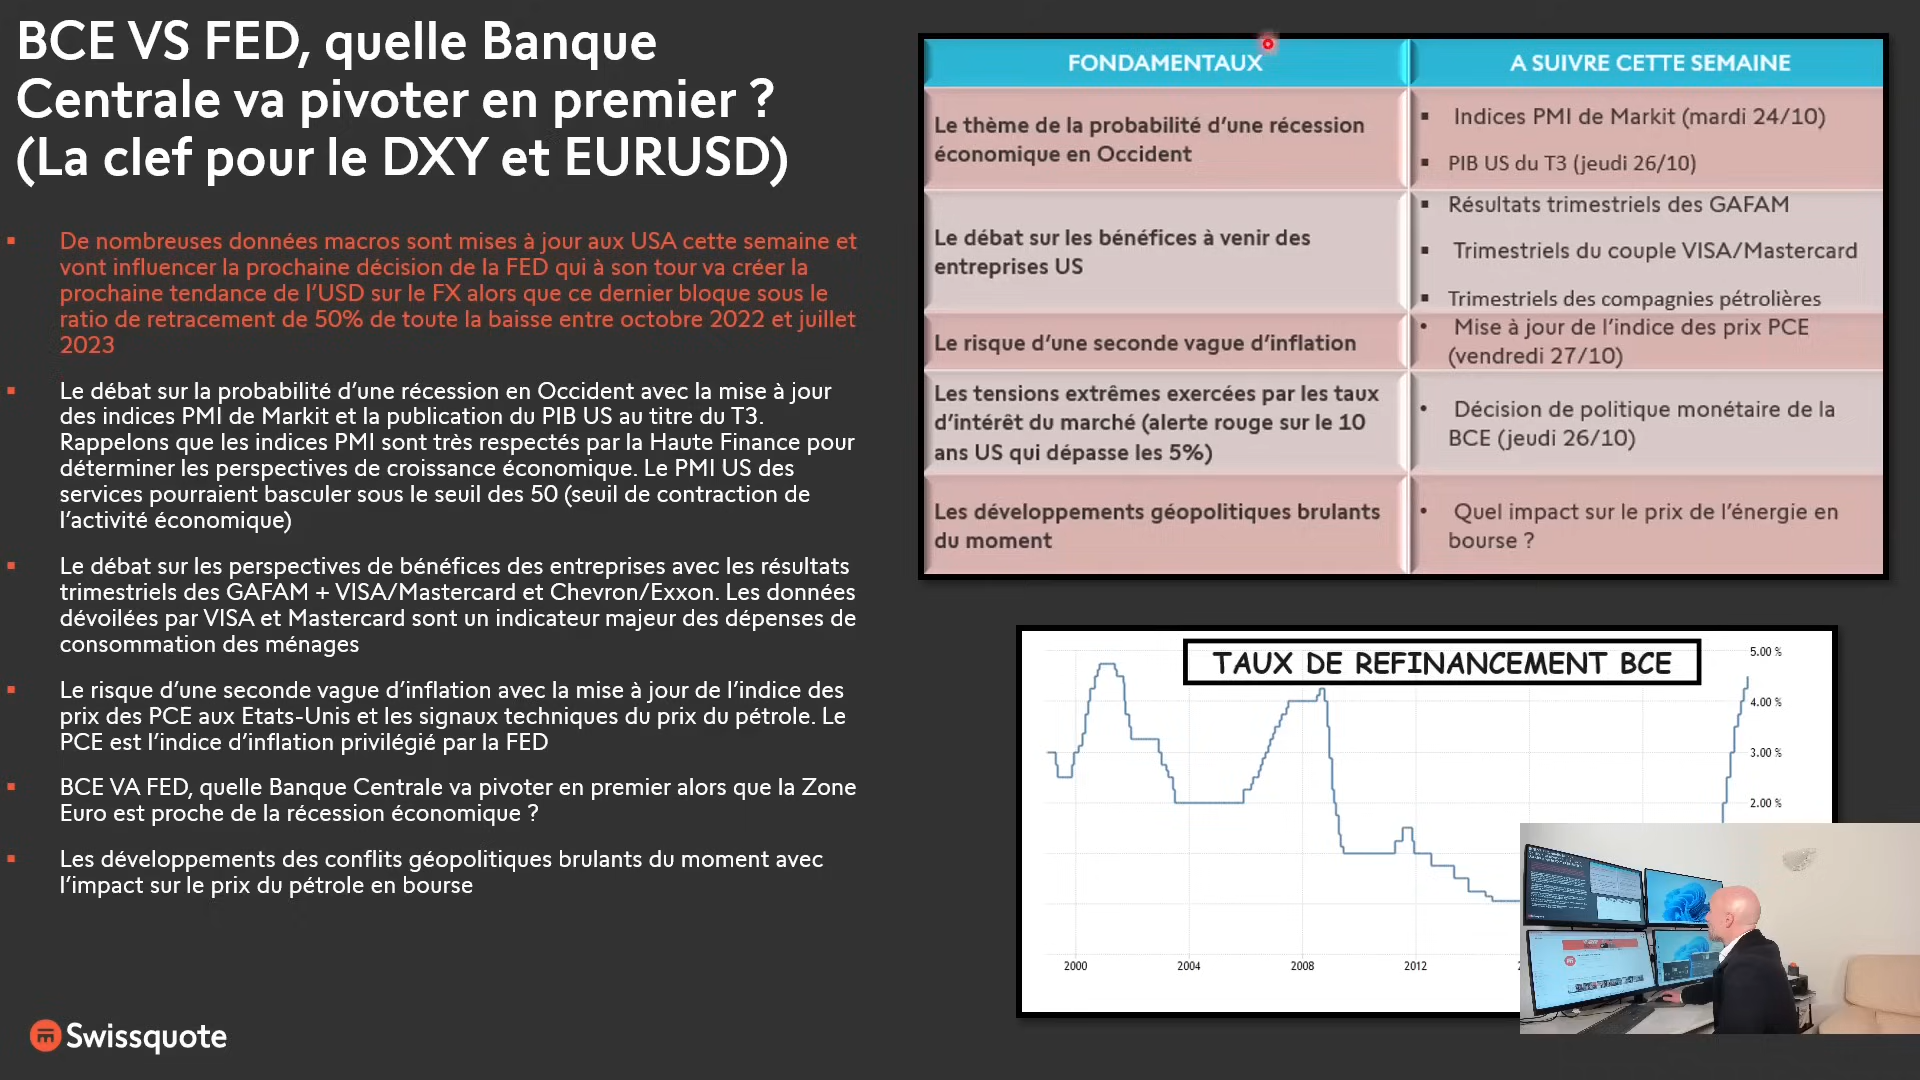 BCE VS FED, quelle Banque
Centrale va pivoter en premier ?
(La clef pour le DXY et EURUSD)
De nombreuses données macros sont mises à jour aux USA cette semaine et
vont influencer la prochaine décision de la FED qui à son tour va créer la
prochaine tendance de l'USD sur le FX alors que ce dernier bloque sous le
ratio de retracement de 50% de toute la baisse entre octobre 2022 et juillet
2023
Le débat sur la probabilité d'une récession en Occident avec la mise à jour
des indices PMI de Markit et la publication du PIB US au titre du T3.
Rappelons que les indices PMI sont très respectés par la Haute Finance pour
déterminer les perspectives de croissance économique. Le PMI US des
services pourraient basculer sous le seuil des 50 (seuil de contraction de
l'activité économique)
Le débat sur les perspectives de bénéfices des entreprises avec les résultats
trimestriels des GAFAM + VISA/Mastercard et Chevron/Exxon. Les données
dévoilées par VISA et Mastercard sont un indicateur majeur des dépenses de
consommation des ménages
Le risque d'une seconde vague d'inflation avec la mise à jour de l'indice des
prix des PCE aux Etats-Unis et les signaux techniques du prix du pétrole. Le
PCE est l'indice d'inflation privilégié par la FED
BCE VA FED, quelle Banque Centrale va pivoter en premier alors que la Zone
Euro est proche de la récession économique ?
Les développements des conflits géopolitiques brulants du moment avec
l'impact sur le prix du pétrole en bourse
Swissquote
FONDAMENTAUX
A SUIVRE CETTE SEMAINE
Le thème de la probabilité d'une récession
économique en Occident
Indices PMI de Markit (mardi 24/10)
PIB US du T3 (jeudi 26/10)
Le débat sur les bénéfices à venir des
entreprises US
Résultats trimestriels des GAFAM
Trimestriels du couple VISA/Mastercard
Trimestriels des compagnies pétrolières
Le risque d'une seconde vague d'inflation
Mise à jour de l'indice des prix PCE
(vendredi 27/10)
Les tensions extrêmes exercées par les taux
d'intérêt du marché (alerte rouge sur le 10
ans US qui dépasse les 5%)
Décision de politique monétaire de la
BCE (jeudi 26/10)
Les développements géopolitiques brulants
du moment
Quel impact sur le prix de l'énergie en
bourse ?
TAUX DE REFINANCEMENT BCE
5.00 %
4.00 %
3.00 %
2.00 %
2000
2004
2008
2012